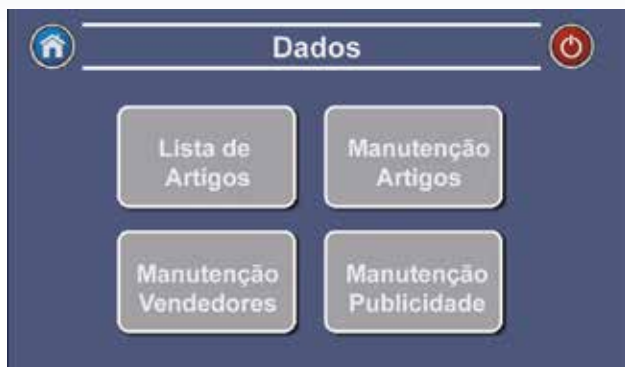 Dados
Lista de
Artigos
Manutenção
Artigos
Manutenção
Vendedores
Manutenção
Publicidade